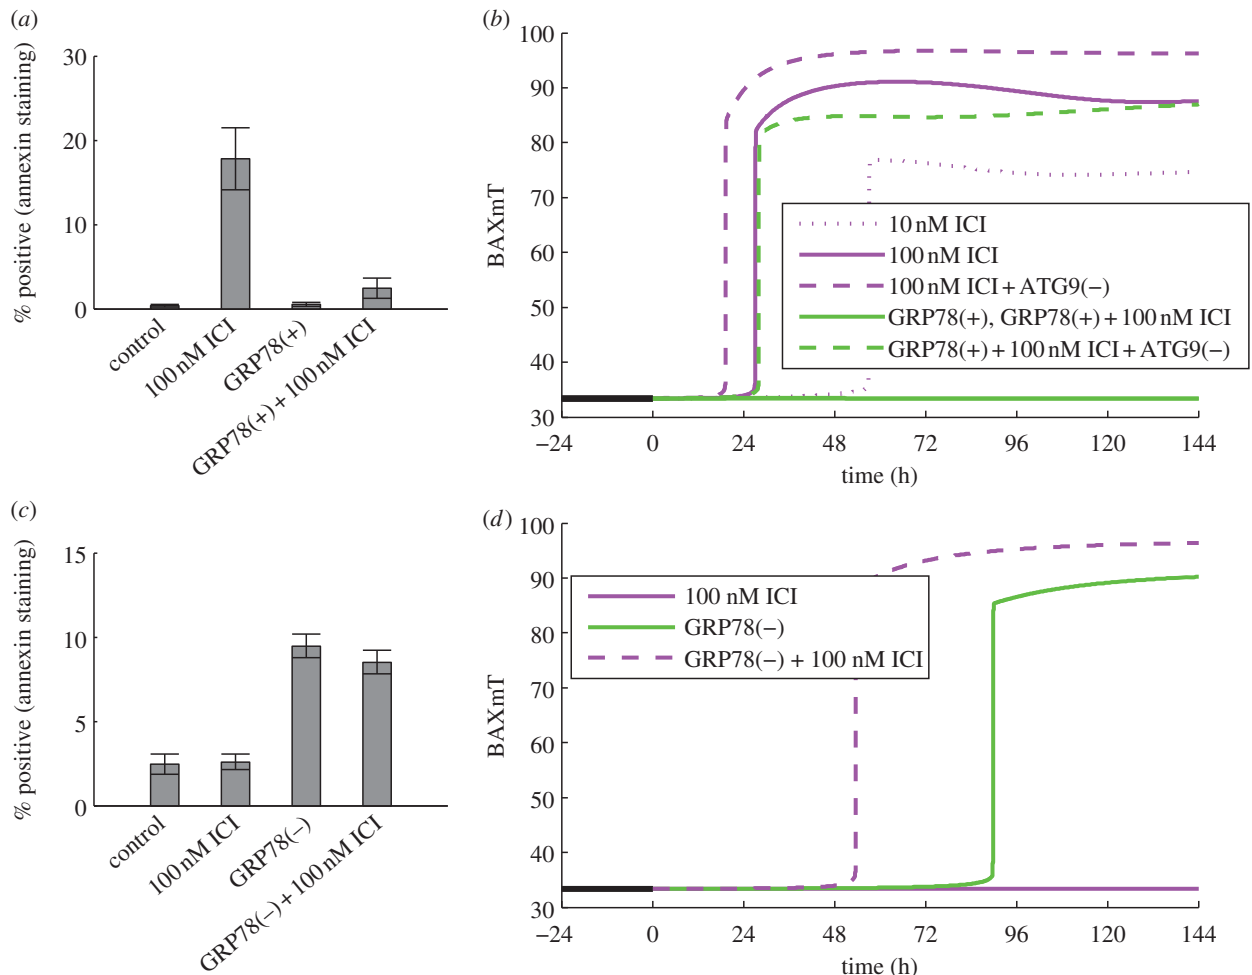 (a)
% positive (annexin staining)
30
20
10
0
control
100 nM ICI
GRP78(+)
GRP78(+) + 100 nM ICI
(b)
BAXmT
100
90
80
70
60
50
40
30
−24
0
24
48
72
96
120
144
time (h)
10 nM ICI
100 nM ICI
100 nM ICI + ATG9(−)
GRP78(+), GRP78(+) + 100 nM ICI
GRP78(+) + 100 nM ICI + ATG9(−)
(c)
% positive (annexin staining)
15
10
5
0
control
100 nM ICI
GRP78(−)
GRP78(−) + 100 nM ICI
(d)
BAXmT
100
90
80
70
60
50
40
30
−24
0
24
48
72
96
120
144
time (h)
100 nM ICI
GRP78(−)
GRP78(−) + 100 nM ICI